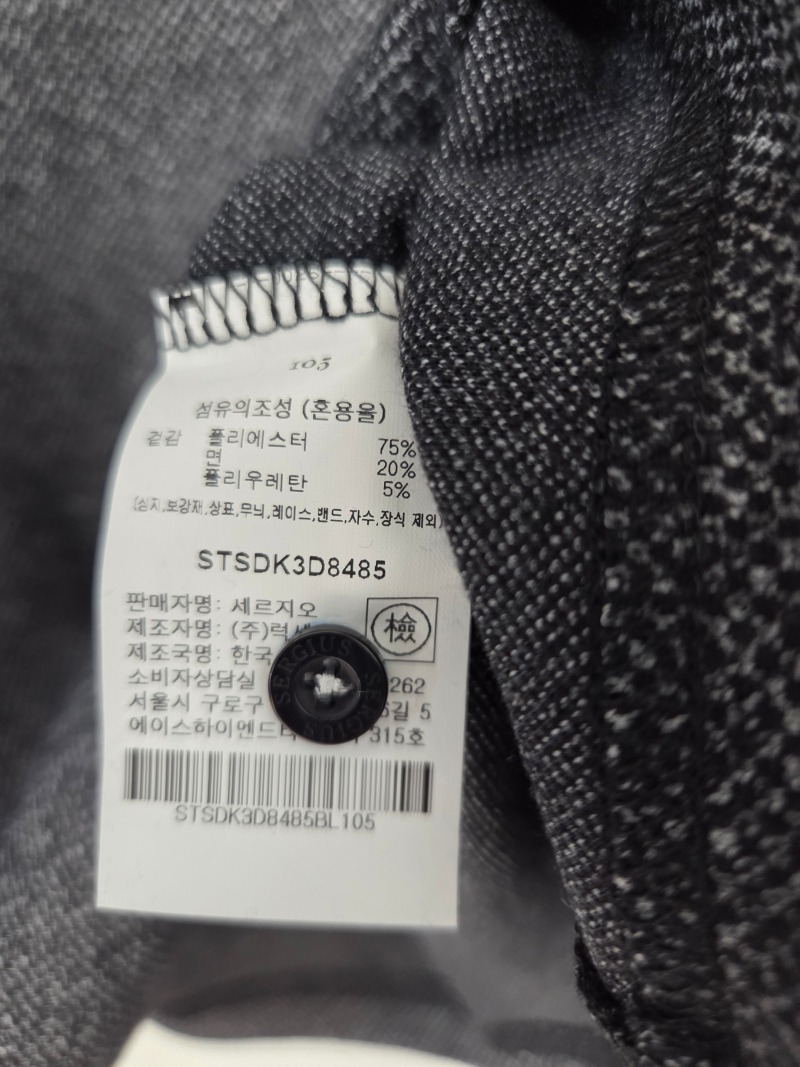 105
섬유의조성 (혼용율)
겉감 폴리에스터 75%
면 20%
폴리우레탄 5%
(심지,보강재,상표,무늬,레이스,밴드,자수,장식 제외)
STSDK3D8485
판매자명: 세르지오
제조자명: (주)럭세
檢
제조국명: 한국
소비자상담실 262
서울시 구로구 6길 5
에이스하이엔드 315호
SERGIUS SERGIUS
STSDK3D8485BL105